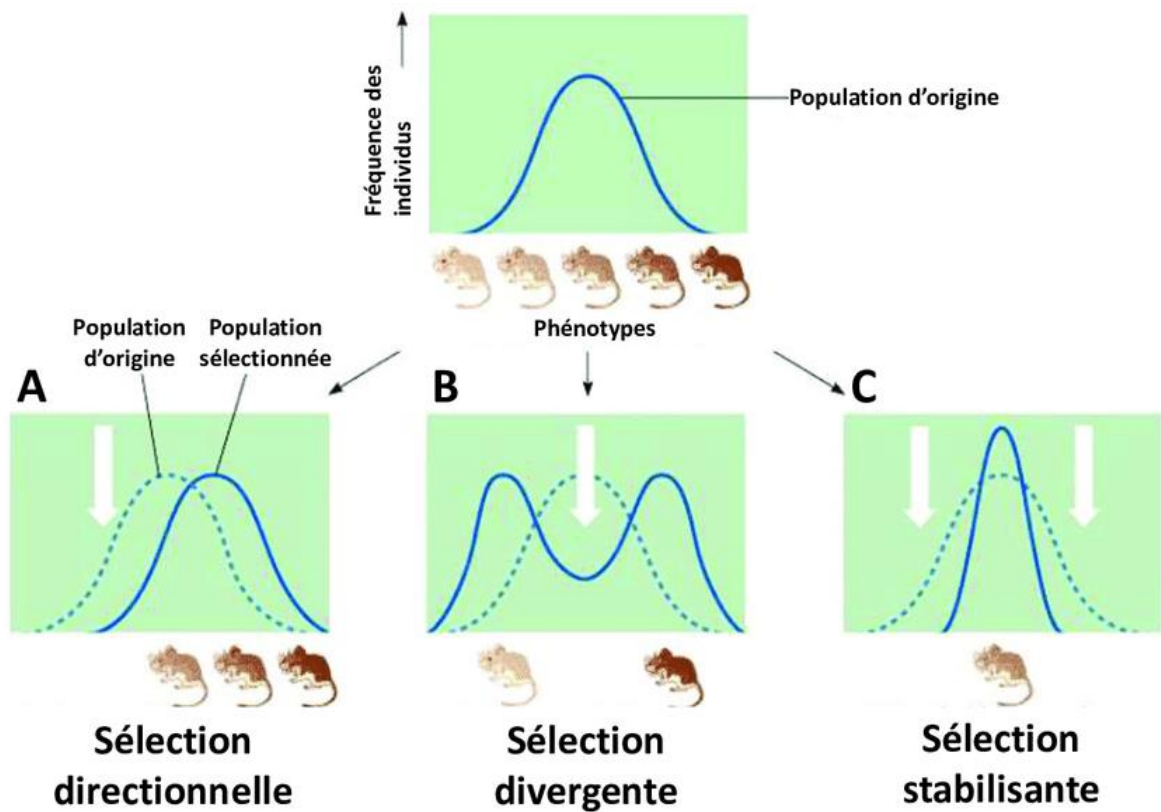 Fréquence des
individus
Population d’origine
Phénotypes
Population
d’origine
Population
sélectionnée
A
B
C
Sélection
directionnelle
Sélection
divergente
Sélection
stabilisante